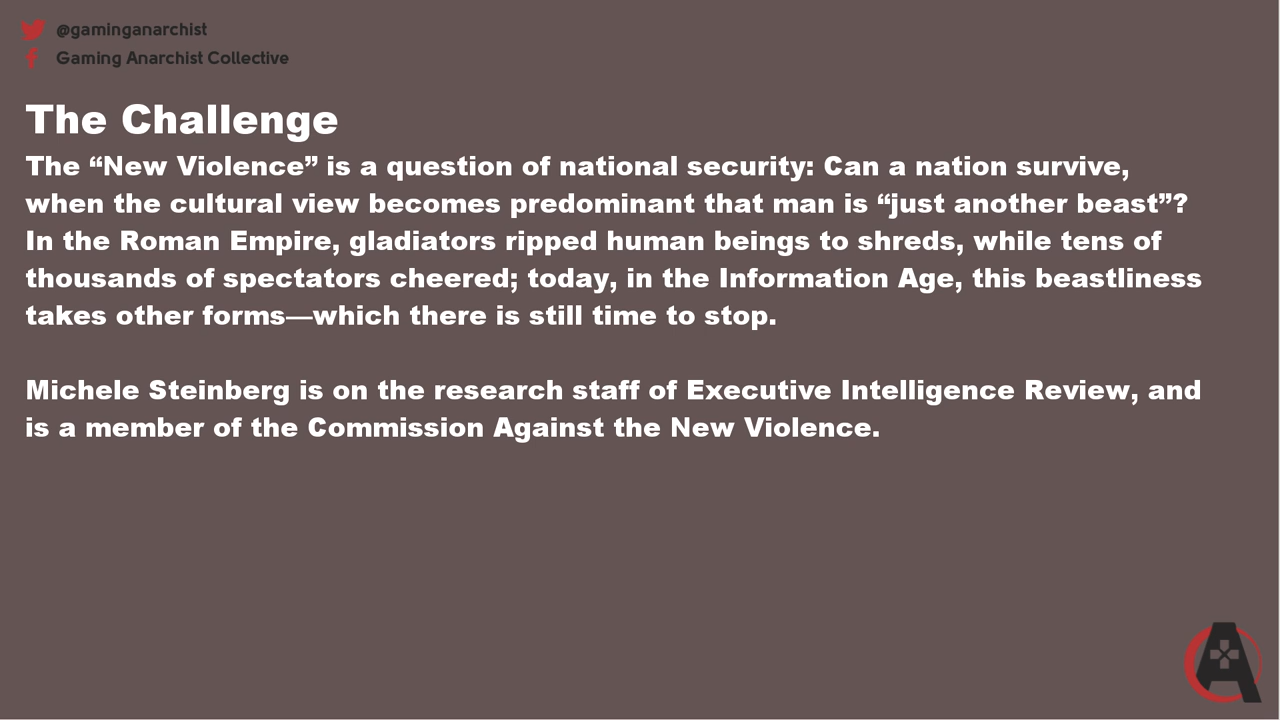 @gaminganarchist
Gaming Anarchist Collective
The Challenge
The “New Violence” is a question of national security: Can a nation survive,
when the cultural view becomes predominant that man is “just another beast”?
In the Roman Empire, gladiators ripped human beings to shreds, while tens of
thousands of spectators cheered; today, in the Information Age, this beastliness
takes other forms—which there is still time to stop.
Michele Steinberg is on the research staff of Executive Intelligence Review, and
is a member of the Commission Against the New Violence.